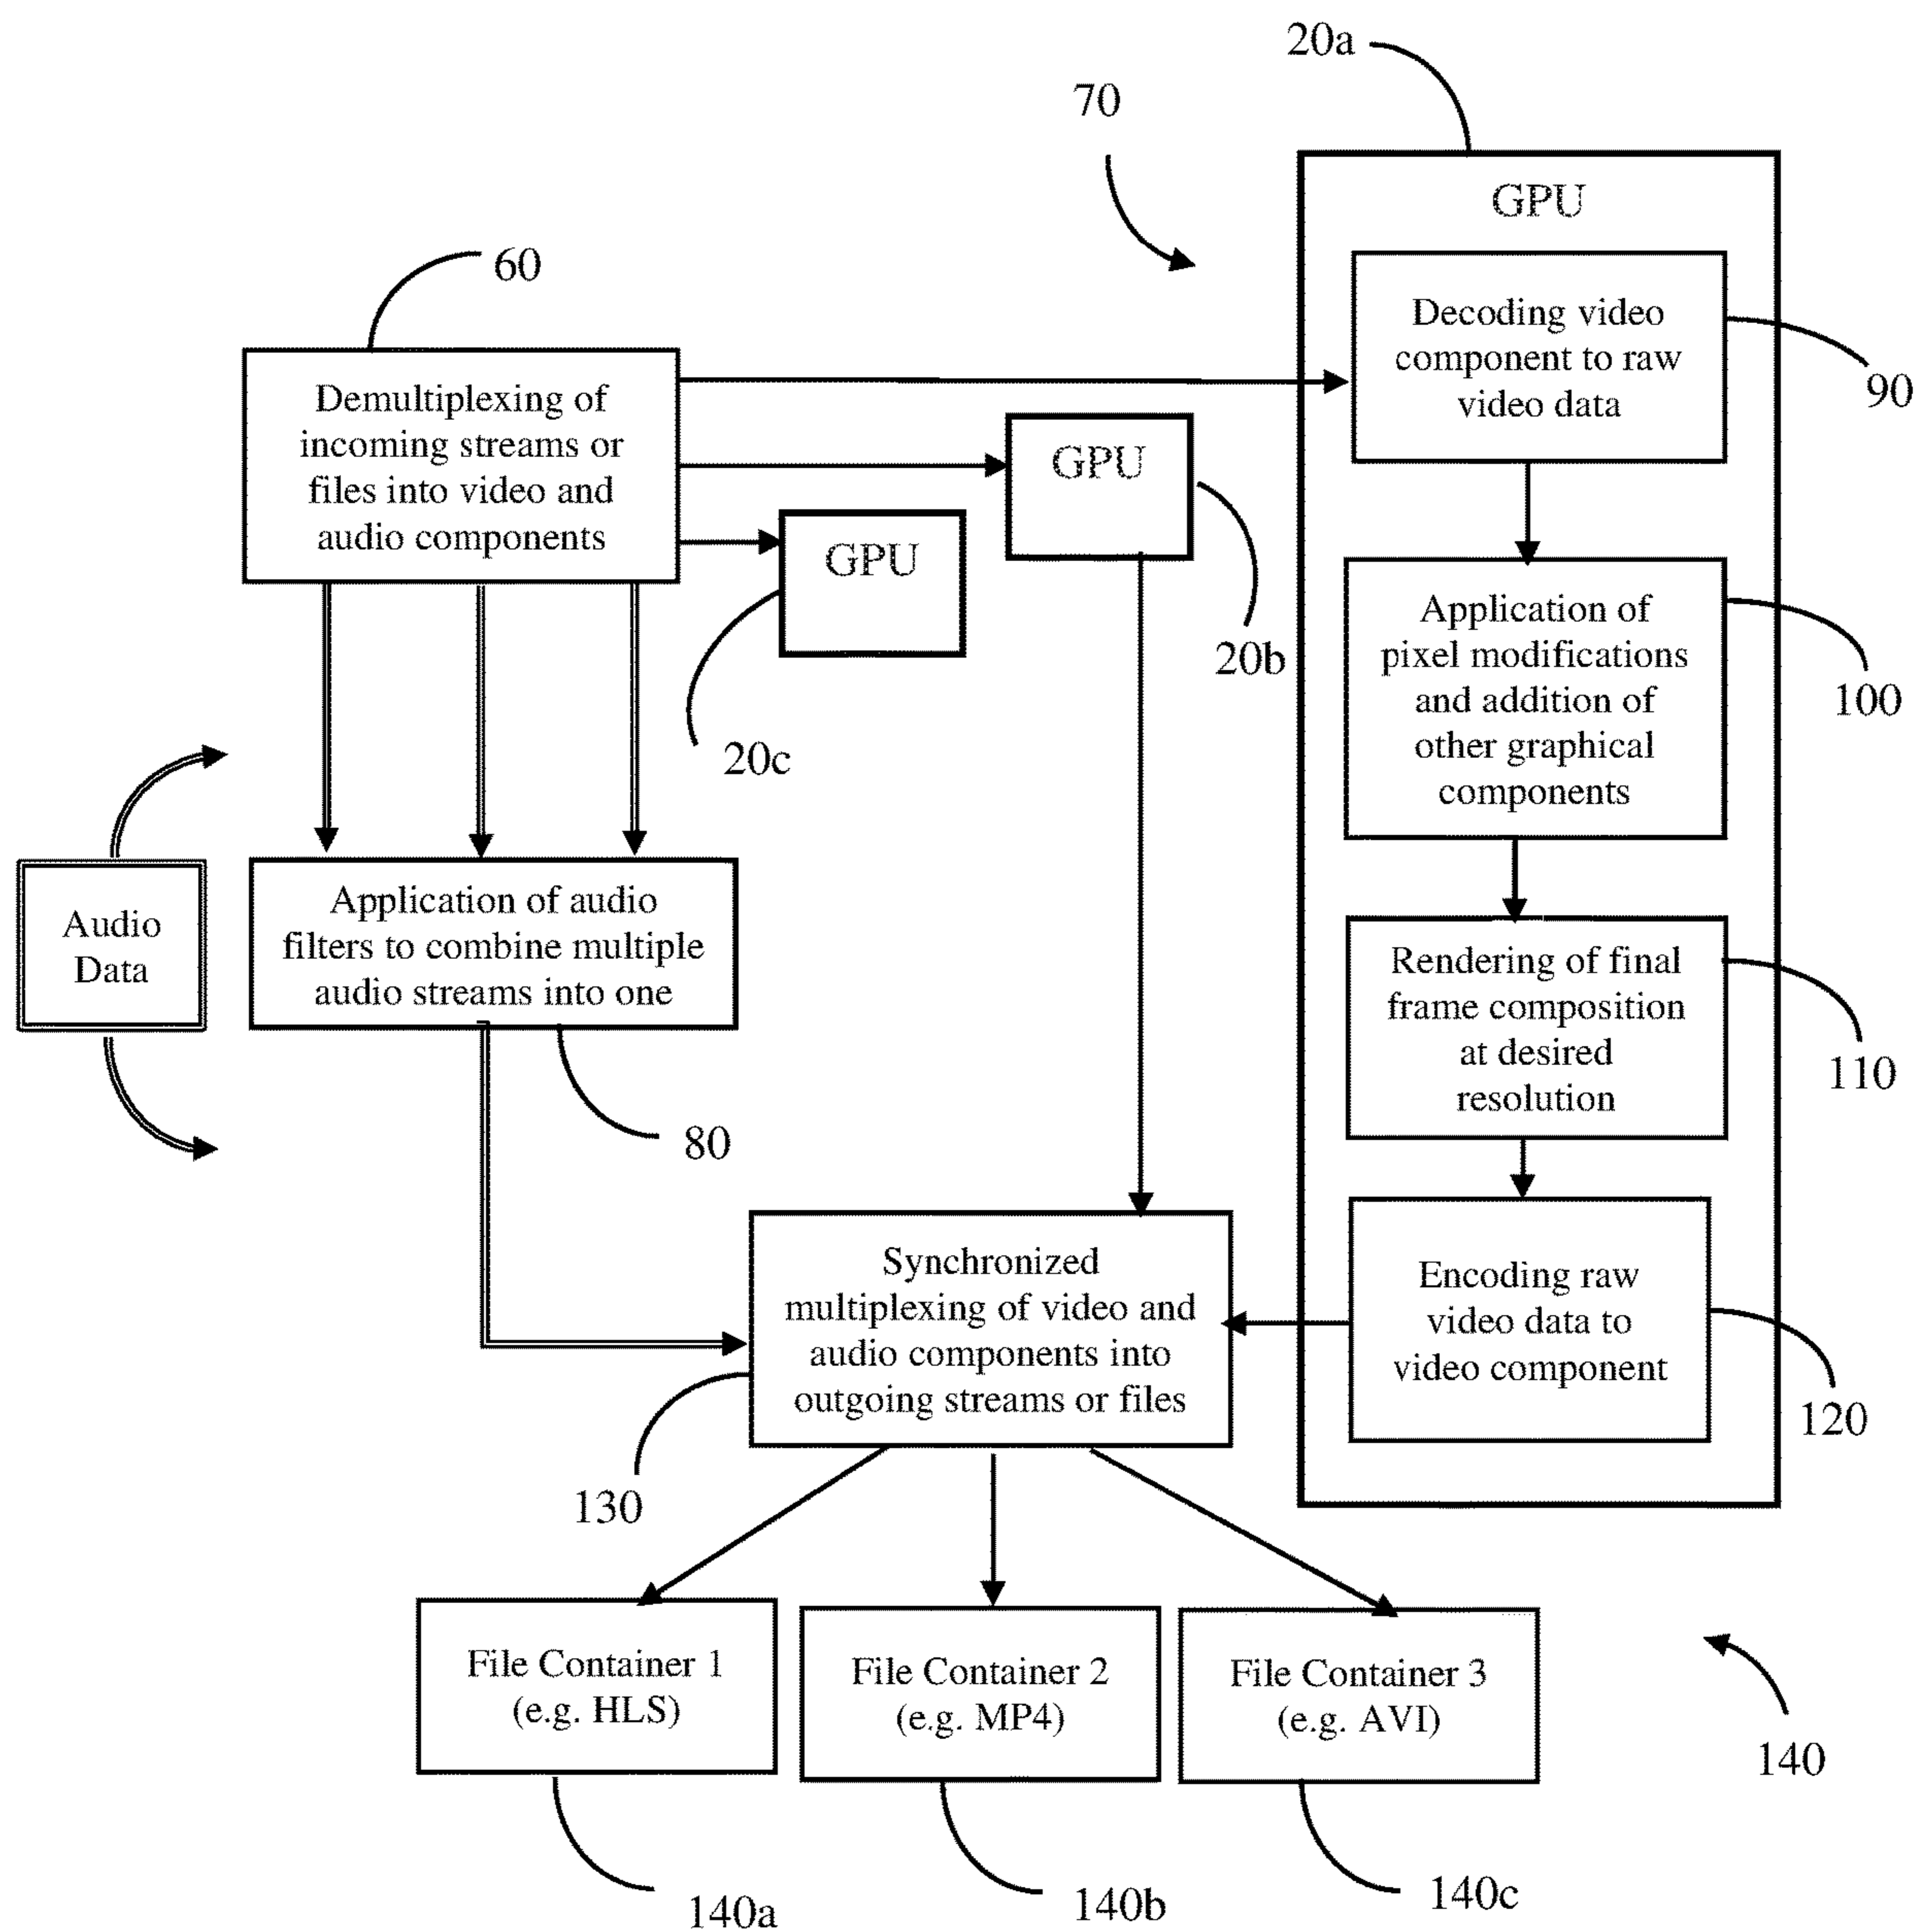 20a
70
GPU
60
Decoding video
component to raw
video data
90
Demultiplexing of
incoming streams or
files into video and
audio components
GPU
GPU
20b
20c
Application of
pixel modifications
and addition of
other graphical
components
100
Audio
Data
Application of audio
filters to combine multiple
audio streams into one
80
Rendering of final
frame composition
at desired
resolution
110
Synchronized
multiplexing of video and
audio components into
outgoing streams or files
130
Encoding raw
video data to
video component
120
File Container 1
(e.g. HLS)
File Container 2
(e.g. MP4)
File Container 3
(e.g. AVI)
140
140a
140b
140c